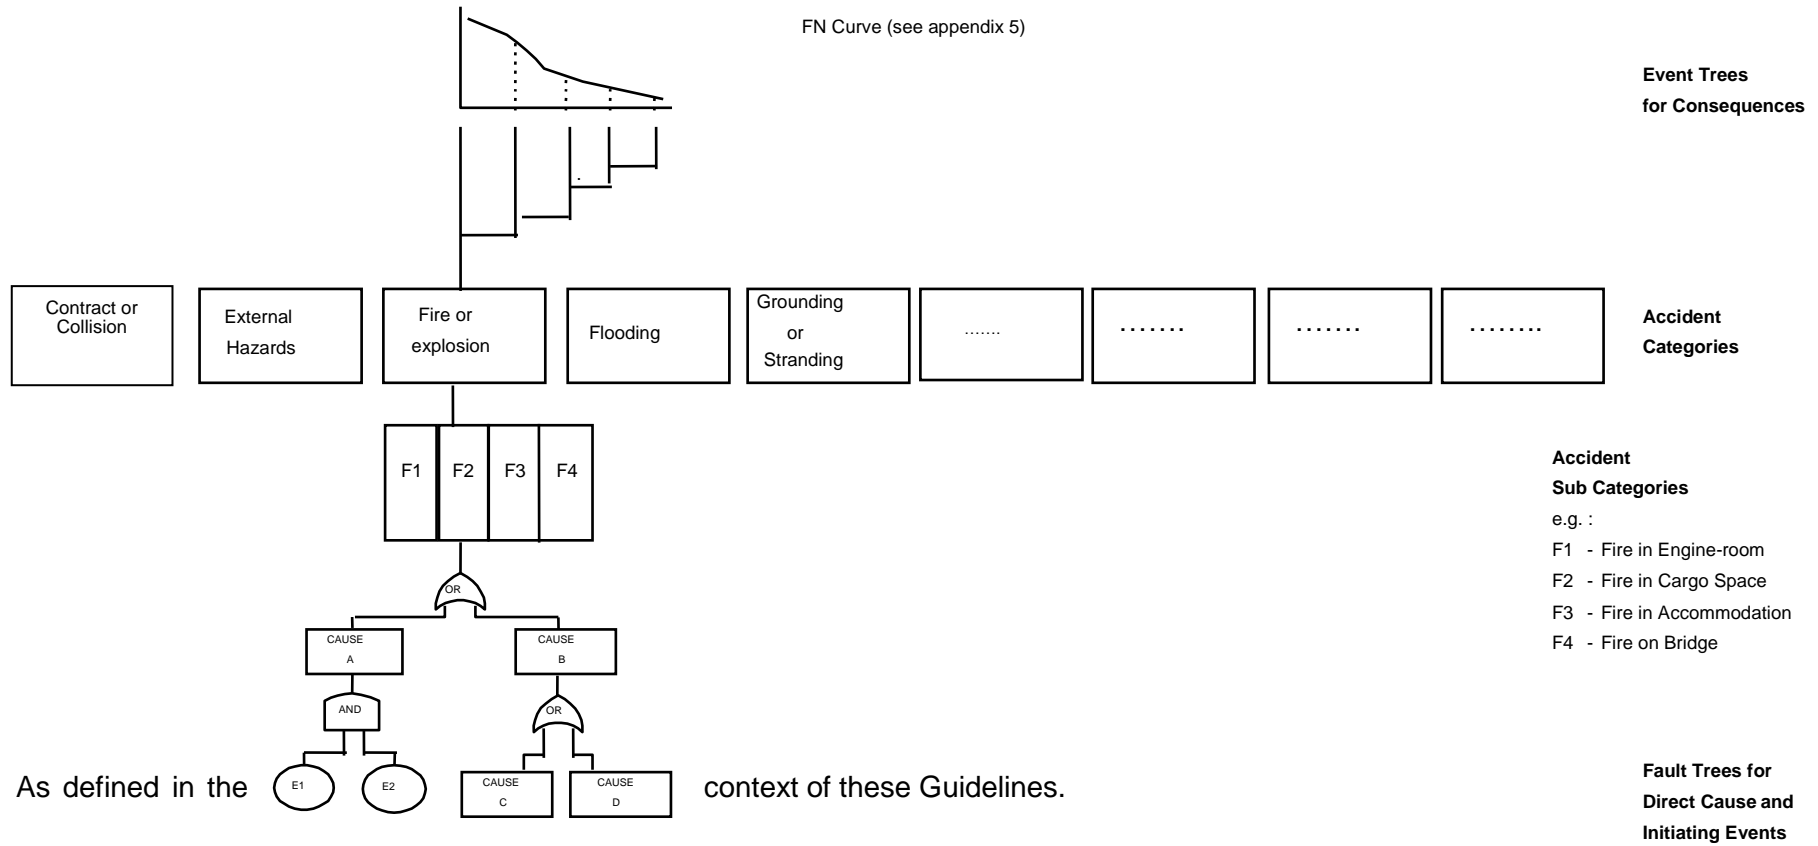 FN Curve (see appendix 5)
Event Trees
for Consequences
Contract or
Collision
External
Hazards
Fire or
explosion
Flooding
Grounding
or
Stranding
.......
.......
.......
........
Accident
Categories
F1 F2 F3 F4
Accident
Sub Categories
e.g. :
F1 - Fire in Engine-room
F2 - Fire in Cargo Space
F3 - Fire in Accommodation
F4 - Fire on Bridge
OR
CAUSE
A
CAUSE
B
AND
OR
E1
E2
CAUSE
C
CAUSE
D
As defined in the context of these Guidelines.
Fault Trees for
Direct Cause and
Initiating Events